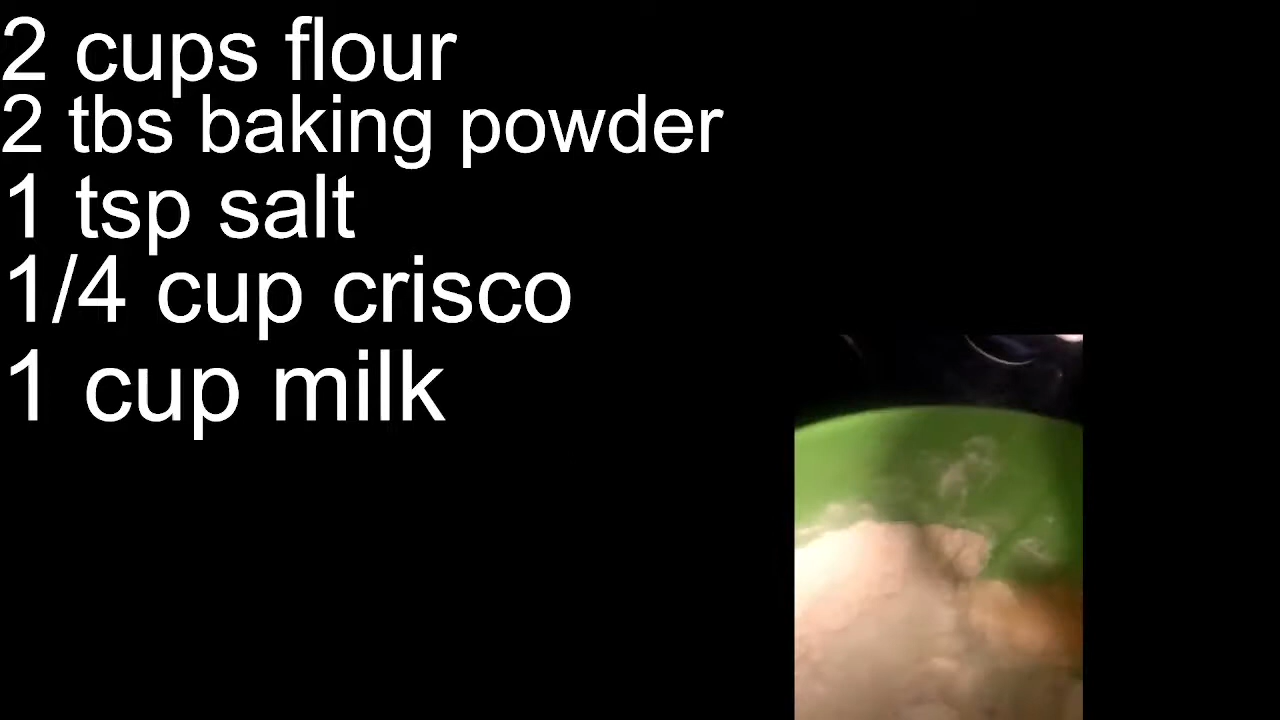 2 cups flour
2 tbs baking powder
1 tsp salt
1/4 cup crisco
1 cup milk